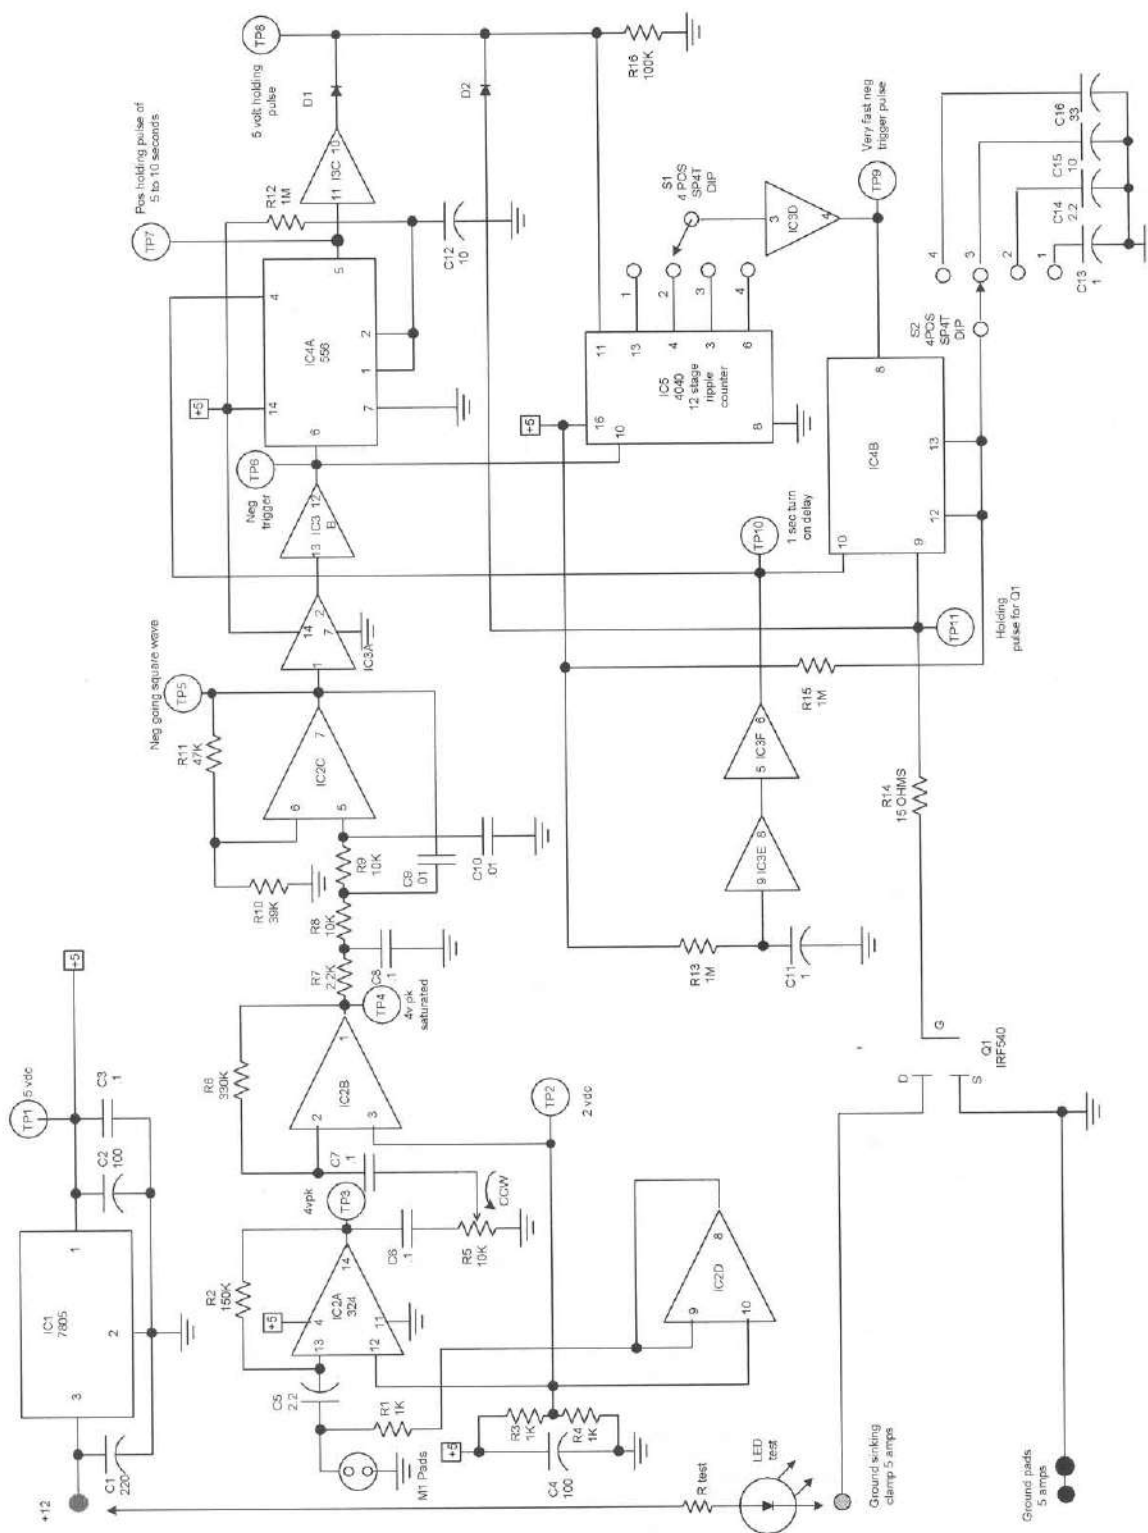 +12
C1
220
3
IC1
7805
2
1
TP1
5 vdc
C2
100
C3
.1
+5
M1 Pads
C5
2.2
R1
1K
R2
150K
+5
13
4
IC2A
324
12
11
14
4vpk
TP3
C6
.1
R5
10K
CCW
C7
.1
R6
330K
2
3
IC2B
1
TP4
4v pk
saturated
R7
2.2K
C8
.1
R8
10K
R9
10K
C9
.01
C10
.01
R10
39K
R11
47K
6
5
IC2C
7
TP5
Neg going square wave
1
14
7
2
IC3A
13
IC3
B
12
Neg
trigger
TP6
+5
6
14
IC4A
556
7
1
2
4
5
TP7
Pos holding pulse of
5 to 10 seconds
R12
1M
C12
10
11
I3C
10
D1
5 volt holding
pulse
TP8
D2
R16
100K
+5
R3
1K
R4
1K
C4
100
TP2
2 vdc
9
10
IC2D
8
R13
1M
C11
1
9
IC3E
8
5
IC3F
6
R15
1M
TP10
1 sec turn
on delay
+5
16
10
IC5
4040
12 stage
ripple
counter
8
11
13
4
3
6
1
2
3
4
S1
4 POS
SP4T
DIP
3
IC3D
4
TP9
Very fast neg
trigger pulse
10
9
IC4B
12
13
8
TP11
Holding
pulse for Q1
S2
4POS
SP4T
DIP
4
3
2
1
C13
1
C14
2.2
C15
10
C16
33
R14
15 OHMS
G
D
S
Q1
IRF540
R test
LED
test
Ground sinking
clamp 5 amps
Ground pads
5 amps